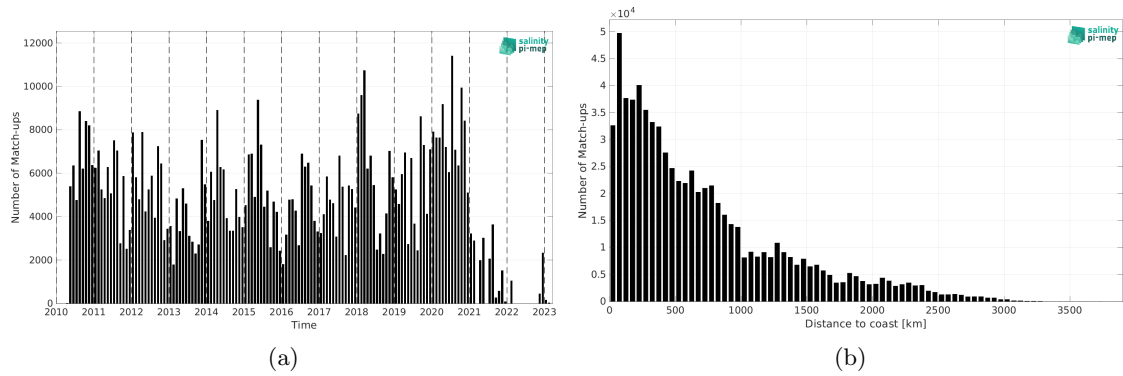 12000
10000
8000
6000
4000
2000
0
Number of Match-ups
2010 2011 2012 2013 2014 2015 2016 2017 2018 2019 2020 2021 2022 2023
Time
salinity
pi-mep
(a)
×10⁴
5
4.5
4
3.5
3
2.5
2
1.5
1
0.5
0
Number of Match-ups
0 500 1000 1500 2000 2500 3000 3500
Distance to coast [km]
salinity
pi-mep
(b)